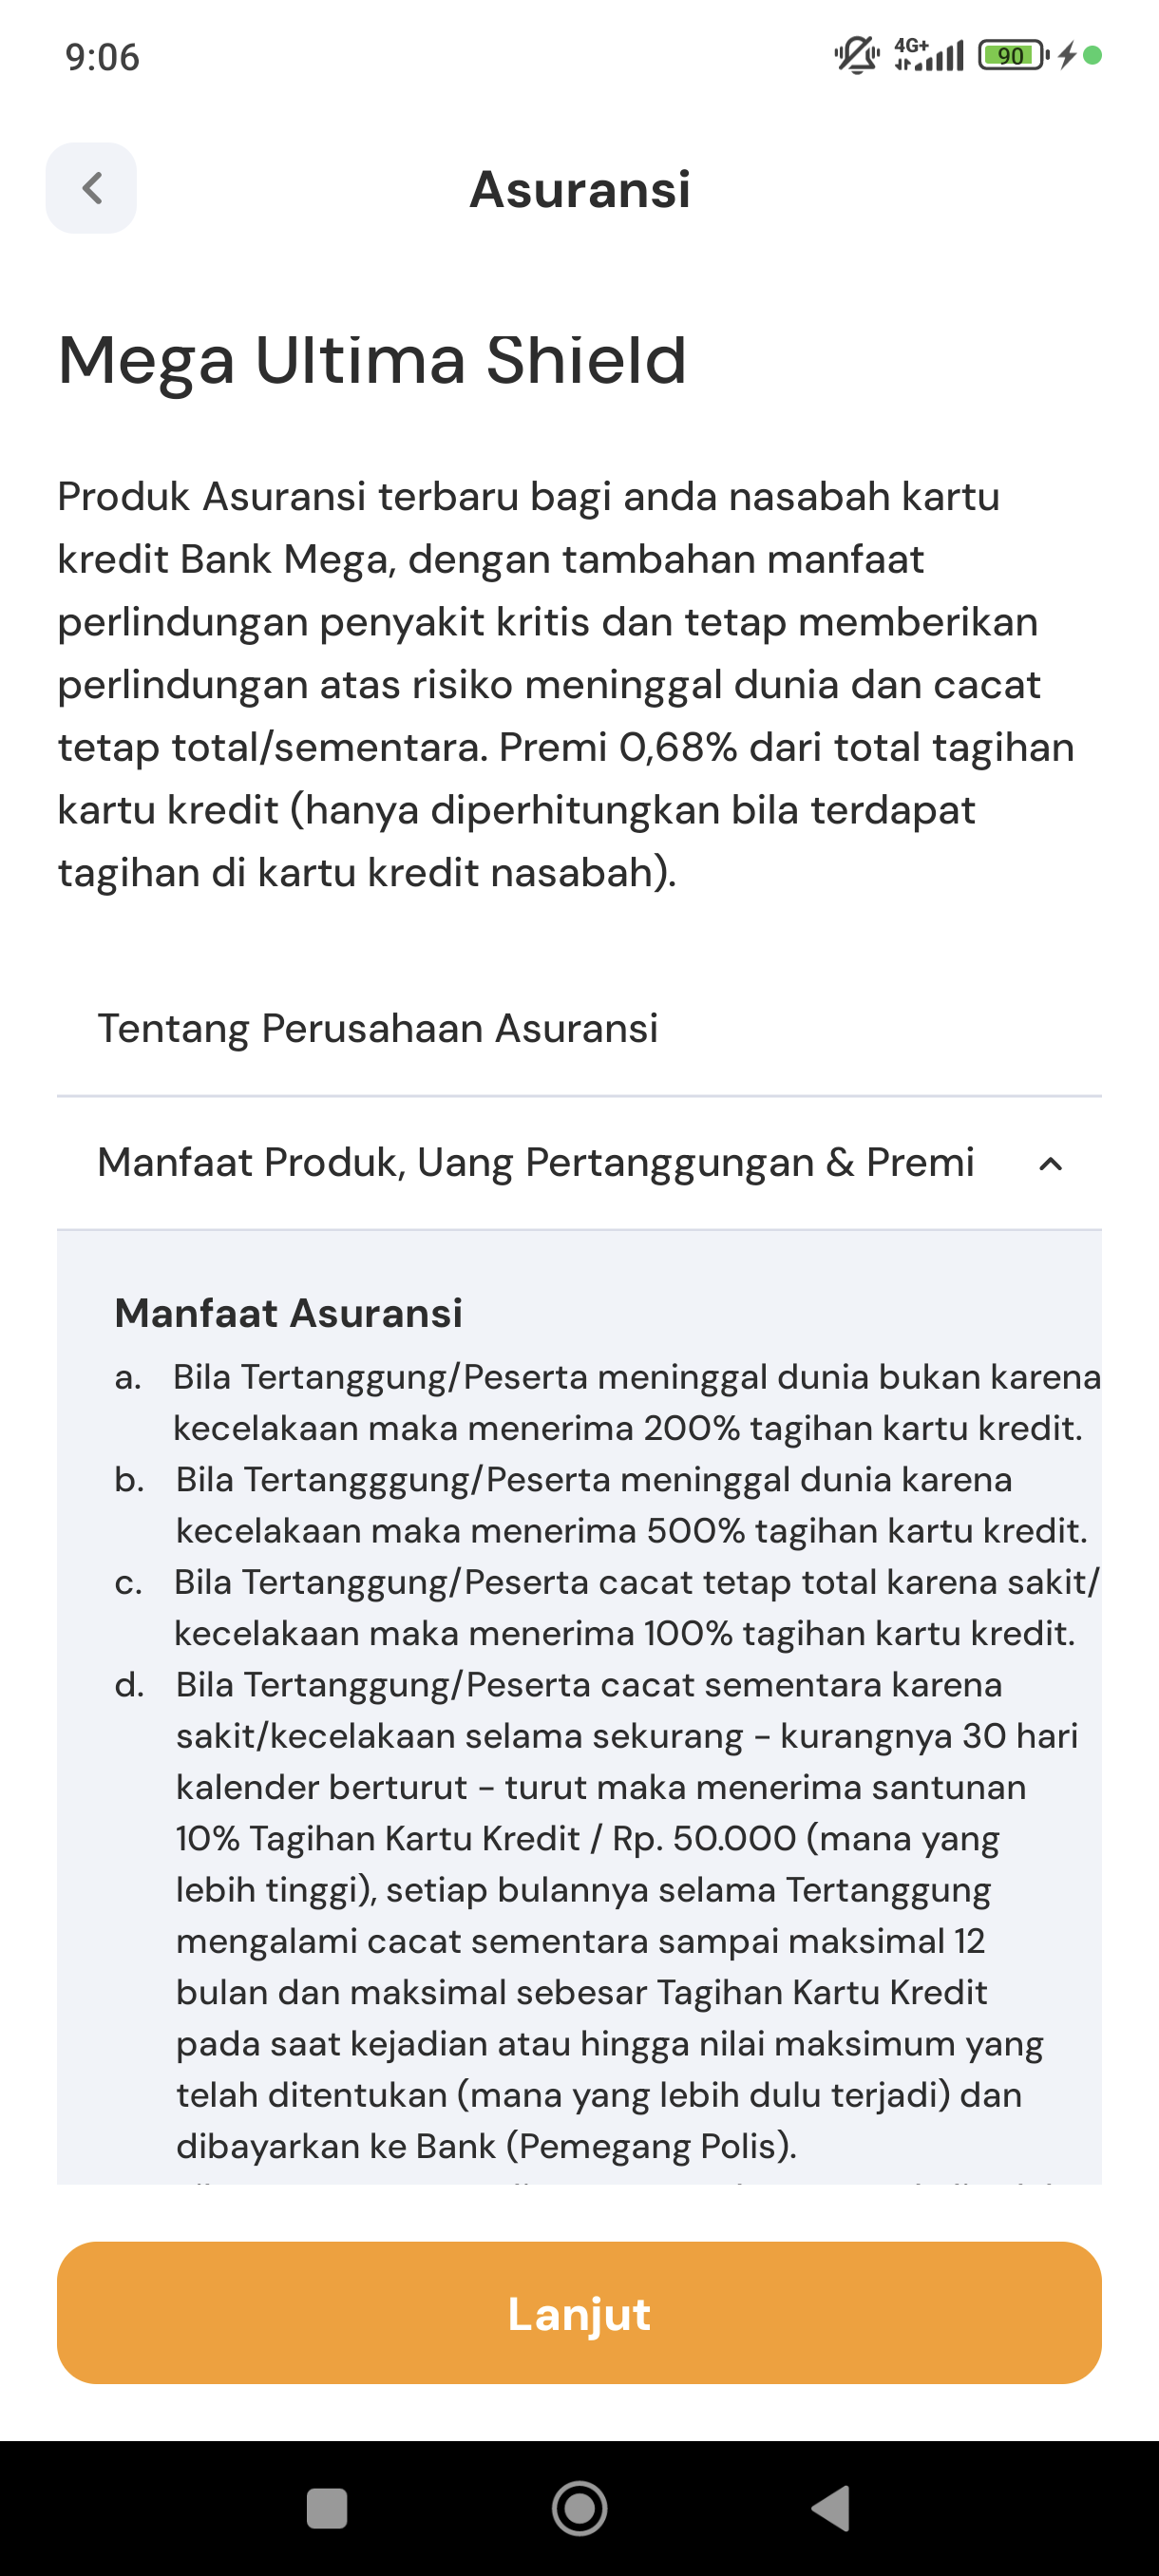 9:06
4G+
90
Asuransi
Mega Ultima Shield
Produk Asuransi terbaru bagi anda nasabah kartu
kredit Bank Mega, dengan tambahan manfaat
perlindungan penyakit kritis dan tetap memberikan
perlindungan atas risiko meninggal dunia dan cacat
tetap total/sementara. Premi 0,68% dari total tagihan
kartu kredit (hanya diperhitungkan bila terdapat
tagihan di kartu kredit nasabah).
Tentang Perusahaan Asuransi
Manfaat Produk, Uang Pertanggungan & Premi
Manfaat Asuransi
a. Bila Tertanggung/Peserta meninggal dunia bukan karena
kecelakaan maka menerima 200% tagihan kartu kredit.
b. Bila Tertangggung/Peserta meninggal dunia karena
kecelakaan maka menerima 500% tagihan kartu kredit.
c. Bila Tertanggung/Peserta cacat tetap total karena sakit/
kecelakaan maka menerima 100% tagihan kartu kredit.
d. Bila Tertanggung/Peserta cacat sementara karena
sakit/kecelakaan selama sekurang - kurangnya 30 hari
kalender berturut - turut maka menerima santunan
10% Tagihan Kartu Kredit / Rp. 50.000 (mana yang
lebih tinggi), setiap bulannya selama Tertanggung
mengalami cacat sementara sampai maksimal 12
bulan dan maksimal sebesar Tagihan Kartu Kredit
pada saat kejadian atau hingga nilai maksimum yang
telah ditentukan (mana yang lebih dulu terjadi) dan
dibayarkan ke Bank (Pemegang Polis).
Lanjut